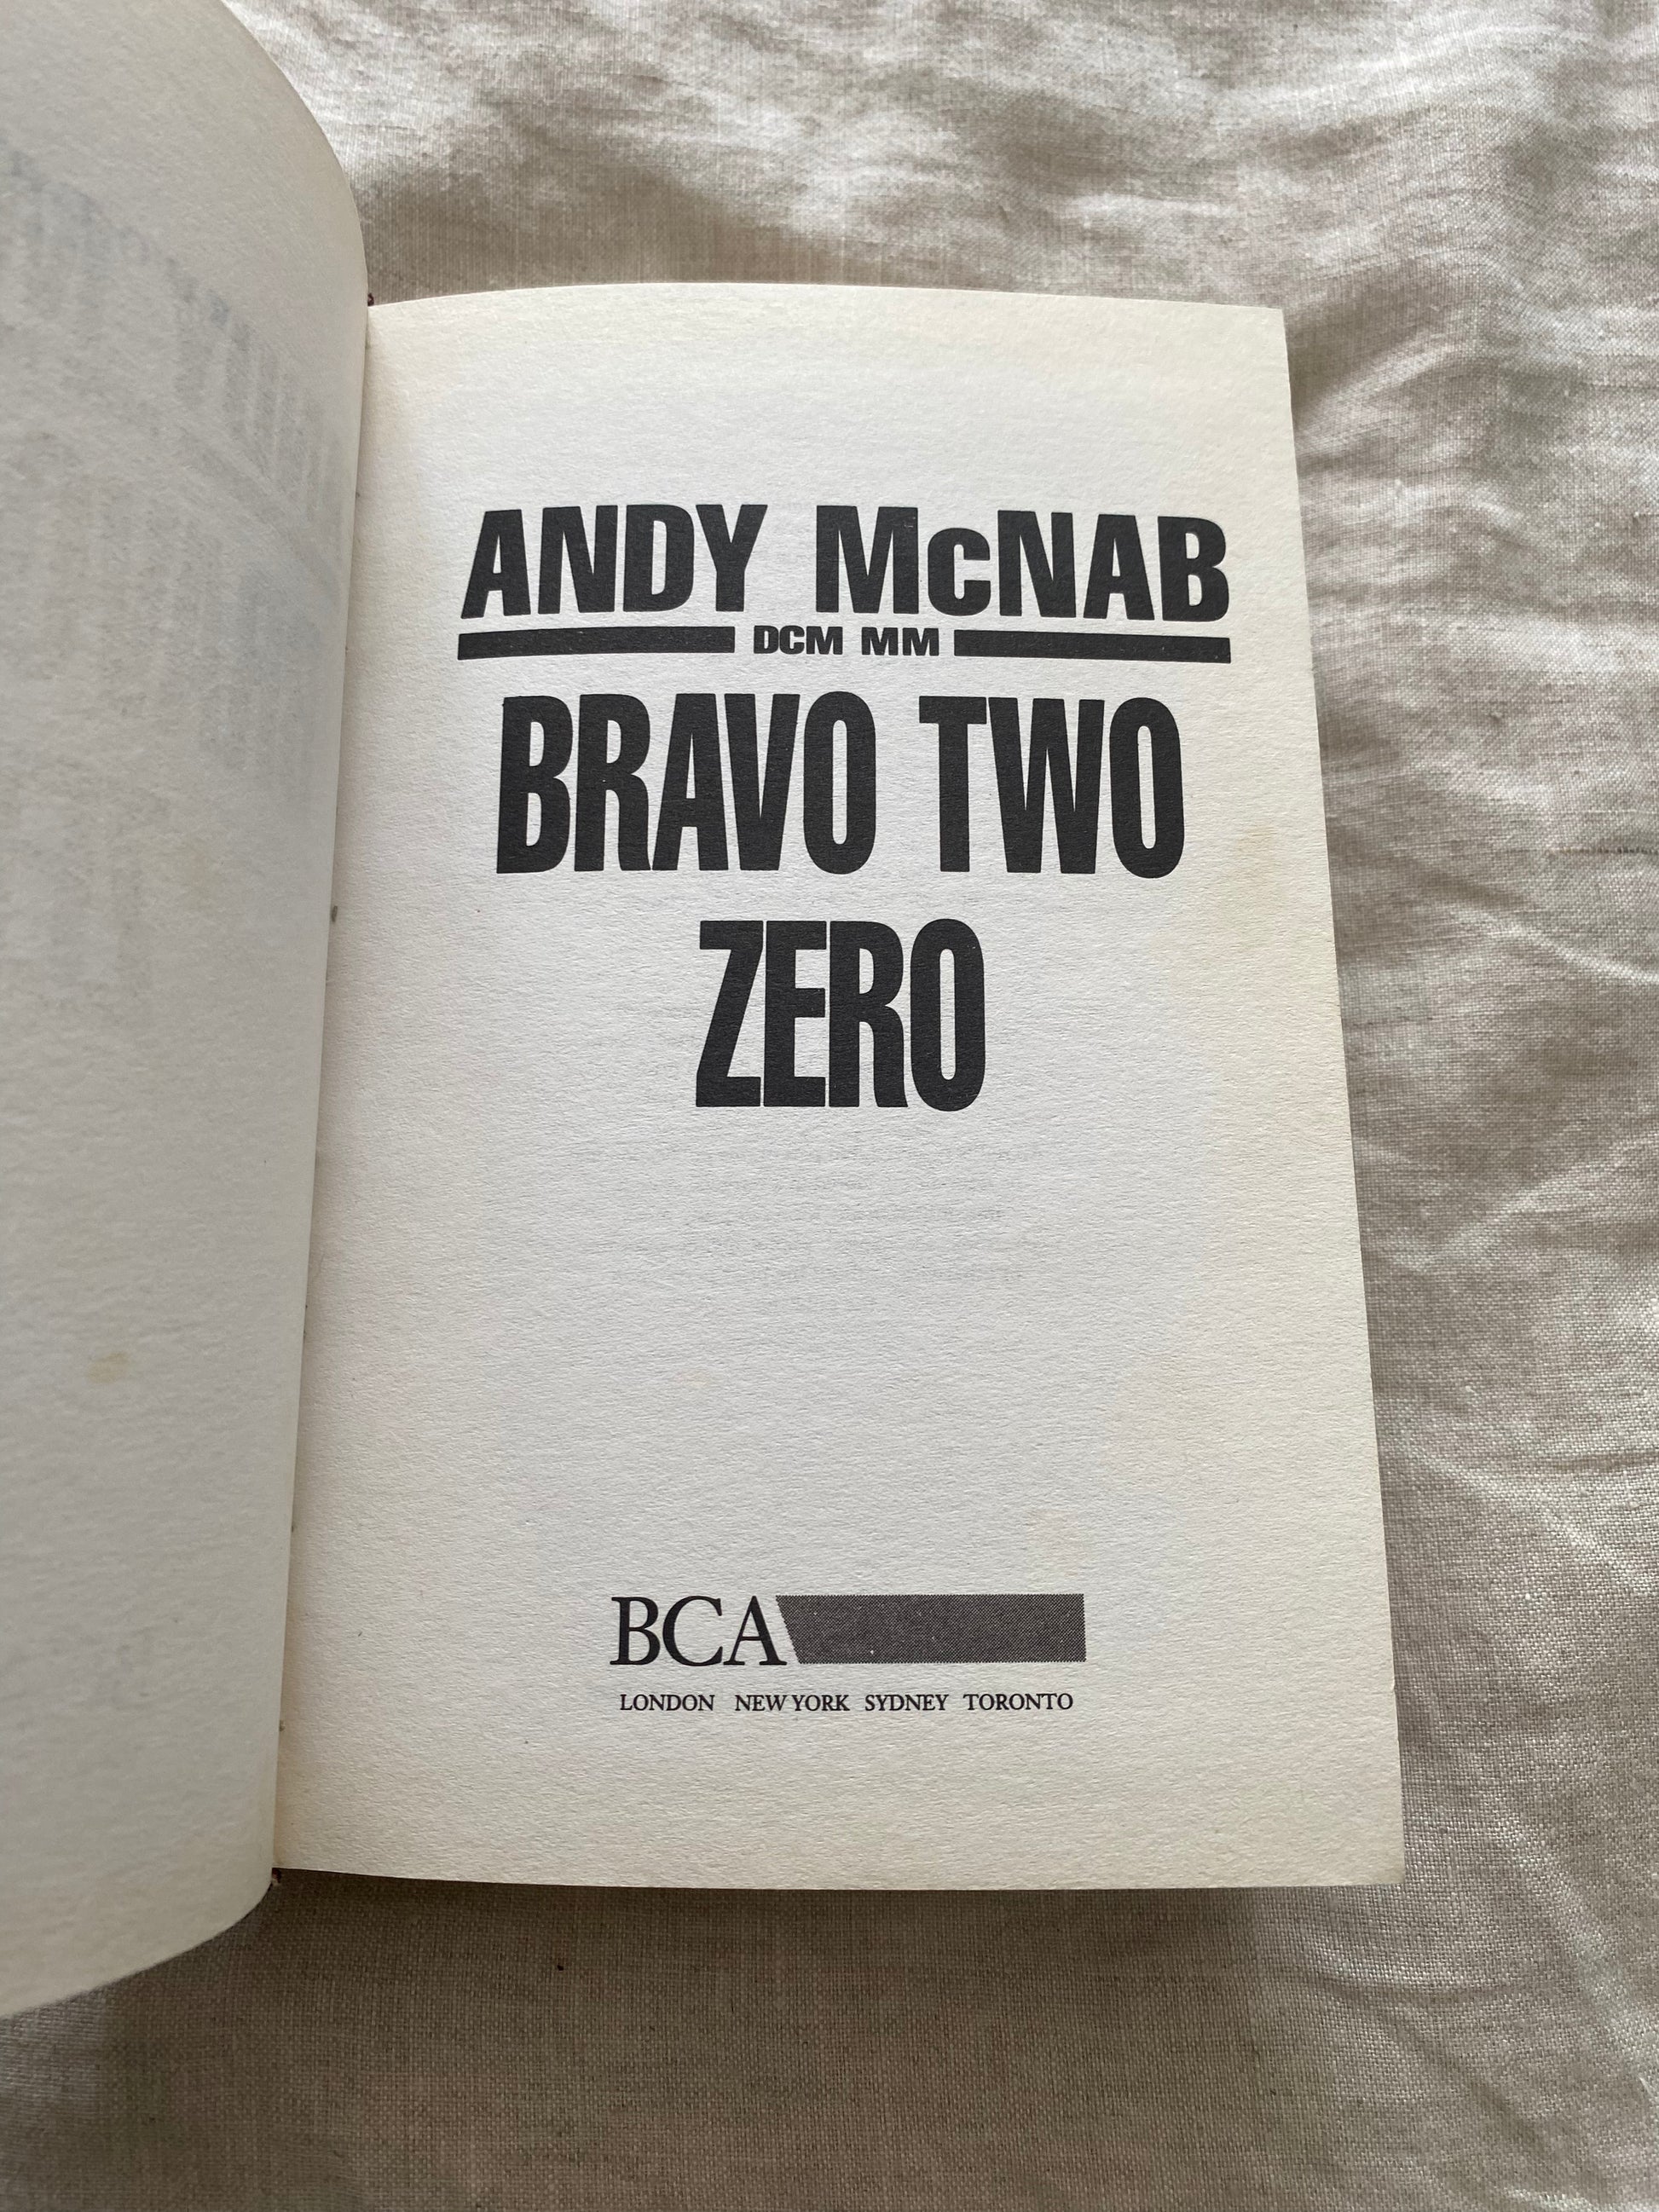 ANDY McNAB
DCM MM
BRAVO TWO
ZERO
BCA
LONDON NEW YORK SYDNEY TORONTO